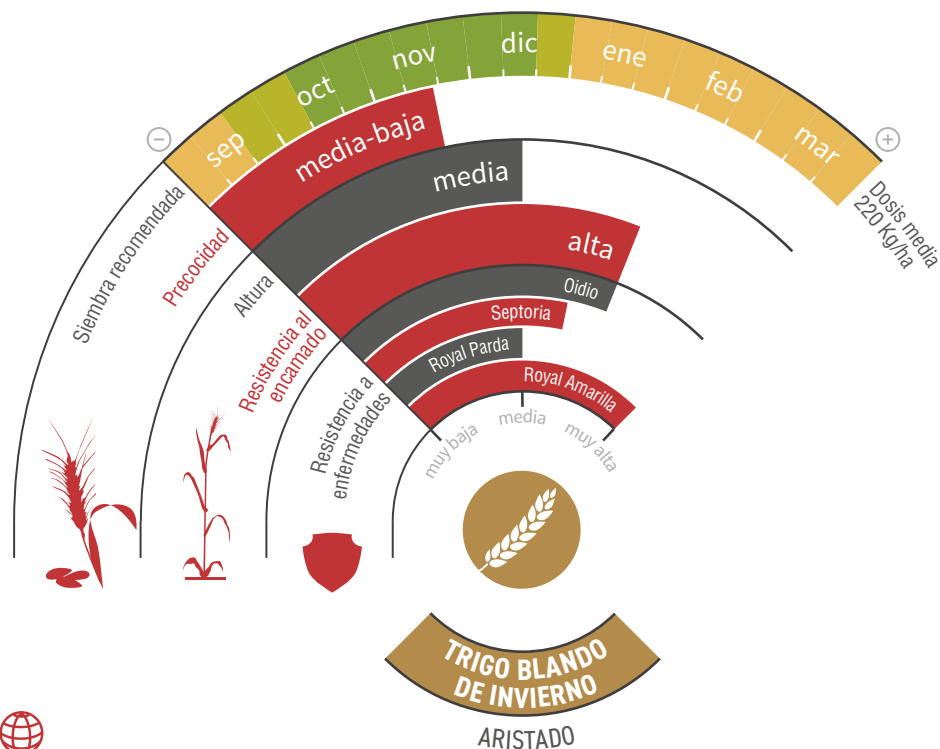 sep
oct
nov
dic
ene
feb
mar
−
+
Dosis media
220 Kg/ha
Siembra recomendada
Precocidad
media-baja
Altura
media
Resistencia al
encamado
alta
Resistencia a
enfermedades
Oidio
Septoria
Royal Parda
Royal Amarilla
muy baja
media
muy alta
TRIGO BLANDO
DE INVIERNO
ARISTADO